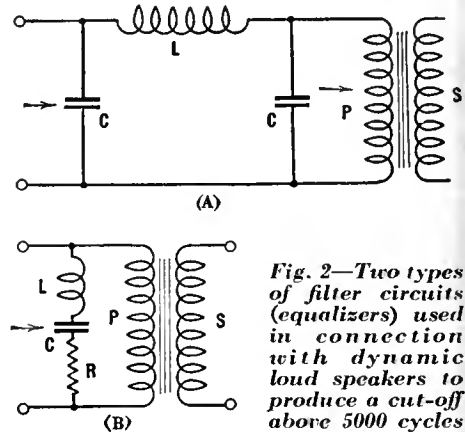 L
C
C
P
S
(A)
L
C
R
P
S
(B)
Fig. 2—Two types
of filter circuits
(equalizers) used
in connection
with dynamic
loud speakers to
produce a cut-off
above 5000 cycles